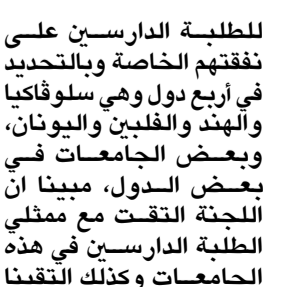 للطلبة الدارسين على
نفقتهم الخاصة وبالتحديد
في أربع دول وهي سلوڤاكيا
والهند والفلبين واليونان،
وبعض الجامعات في
بعض الدول، مبينا ان
اللجنة التقت مع ممثلي
الطلبة الدارسين في هذه
الجامعات وكذلك التقينا